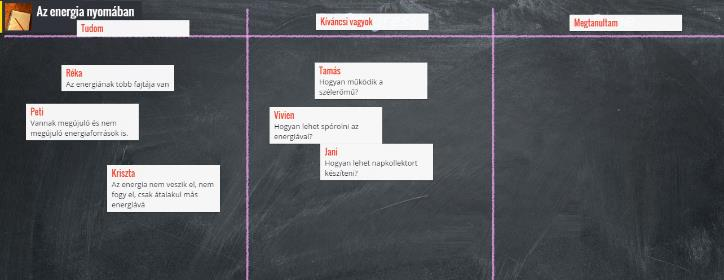 Az energia nyomában
Tudom
Kíváncsi vagyok
Megtanultam
Réka
Az energiának több fajtája van
Peti
Vannak megújuló és nem
megújuló energiaforrások is.
Kriszta
Az energia nem veszik el, nem
fogy el, csak átalakul más
energiává
Tamás
Hogyan működik a
szélerőmű?
Vivien
Hogyan lehet spórolni az
energiával?
Jani
Hogyan lehet napkollektort
készíteni?